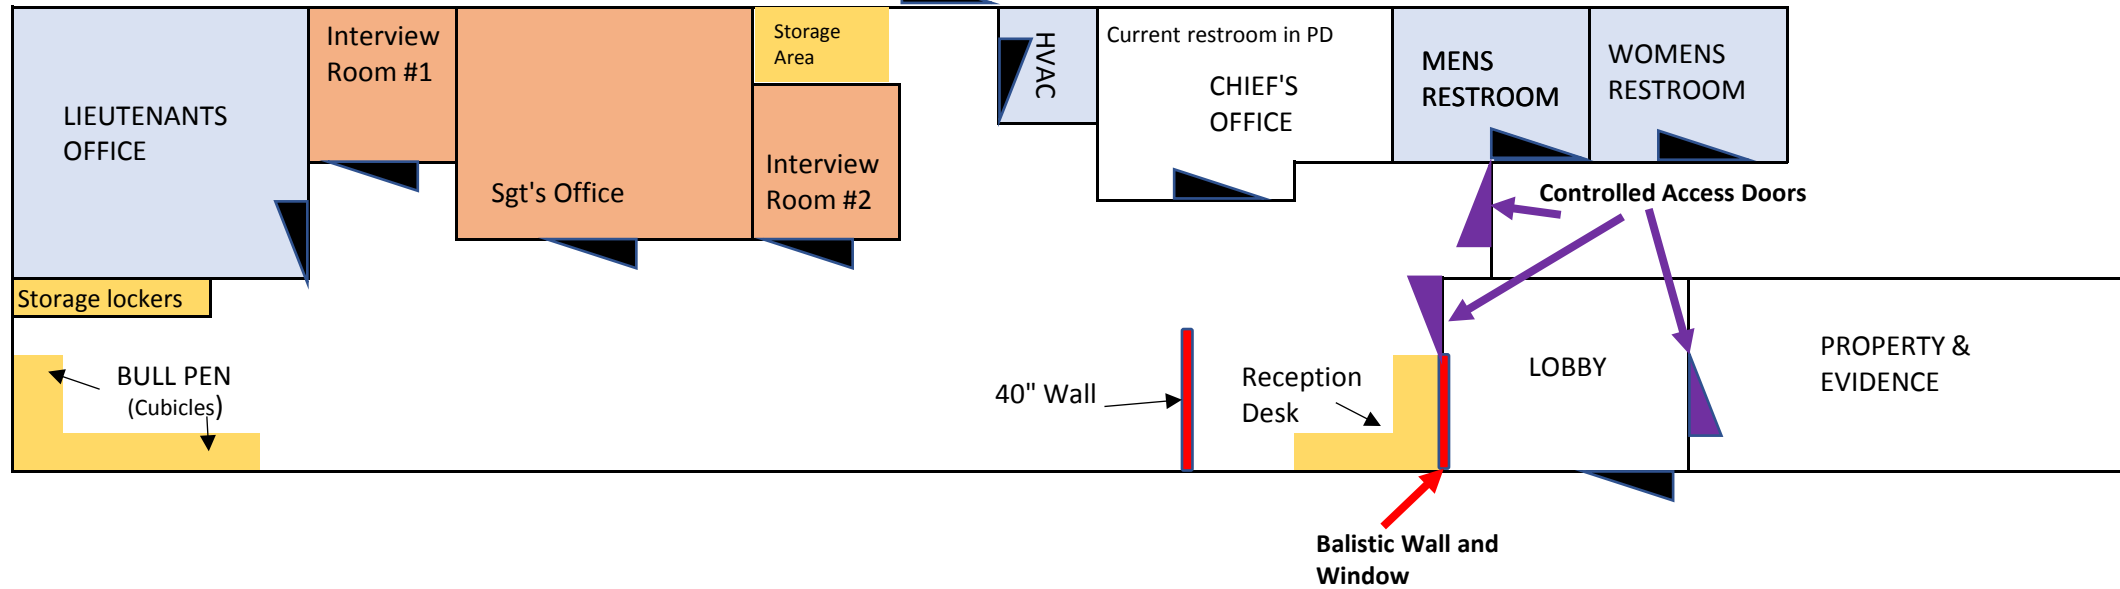 Interview
Room #1
Storage
Area
HVAC
Current restroom in PD
CHIEF'S
OFFICE
MENS
RESTROOM
WOMENS
RESTROOM
LIEUTENANTS
OFFICE
Sgt's Office
Interview
Room #2
Controlled Access Doors
Storage lockers
BULL PEN
(Cubicles)
40" Wall
Reception
Desk
LOBBY
PROPERTY &
EVIDENCE
Balistic Wall and
Window